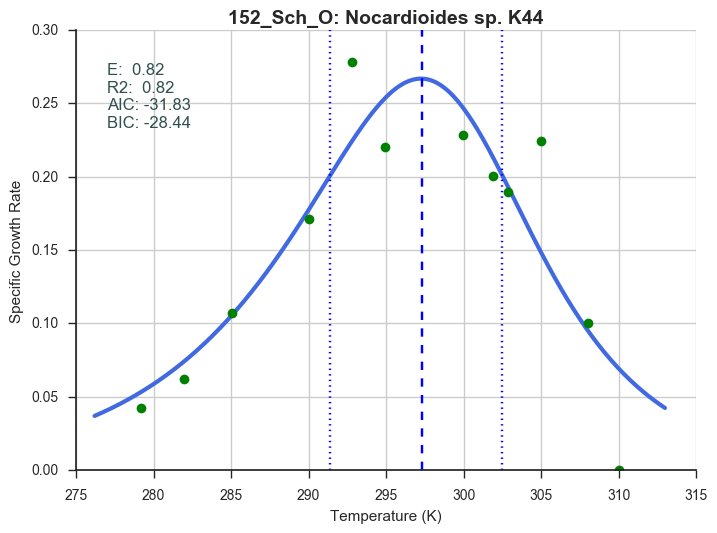 152_Sch_O: Nocardioides sp. K44
E:  0.82
R2:  0.82
AIC: -31.83
BIC: -28.44
Specific Growth Rate
0.30
0.25
0.20
0.15
0.10
0.05
0.00
275 280 285 290 295 300 305 310 315
Temperature (K)